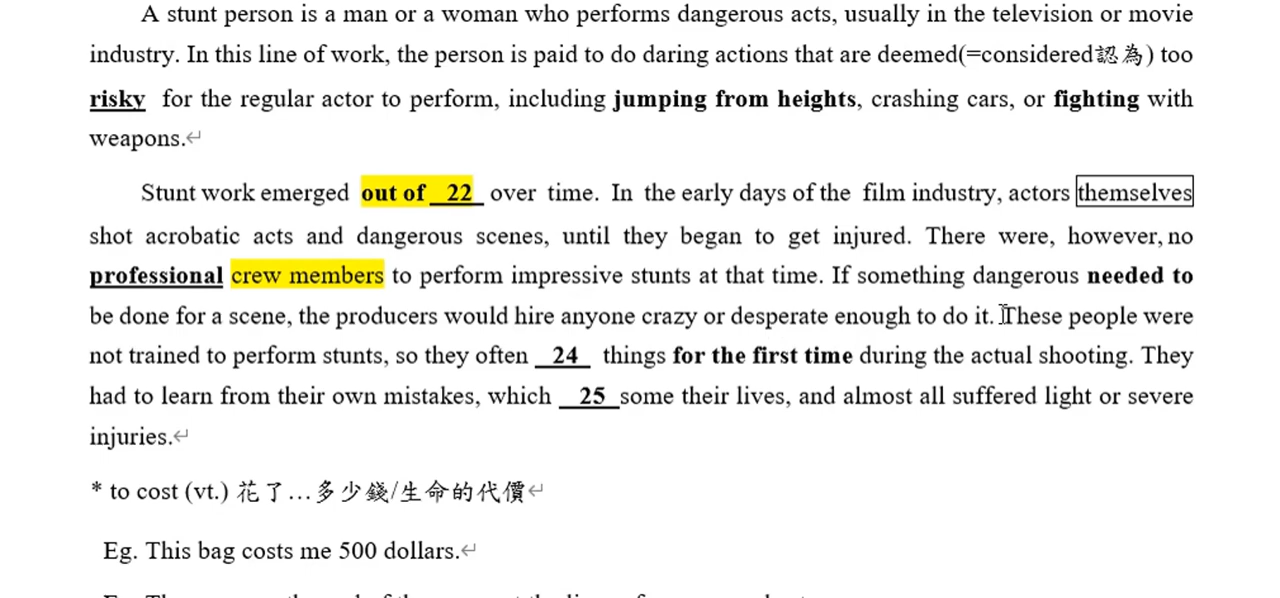 A stunt person is a man or a woman who performs dangerous acts, usually in the television or movie
industry. In this line of work, the person is paid to do daring actions that are deemed(=considered認為) too
risky for the regular actor to perform, including jumping from heights, crashing cars, or fighting with
weapons.↵
Stunt work emerged out of 22 over time. In the early days of the film industry, actors themselves
shot acrobatic acts and dangerous scenes, until they began to get injured. There were, however, no
professional crew members to perform impressive stunts at that time. If something dangerous needed to
be done for a scene, the producers would hire anyone crazy or desperate enough to do it. These people were
not trained to perform stunts, so they often 24 things for the first time during the actual shooting. They
had to learn from their own mistakes, which 25 some their lives, and almost all suffered light or severe
injuries.↵
* to cost (vt.) 花了…多少錢/生命的代價↵
Eg. This bag costs me 500 dollars.↵